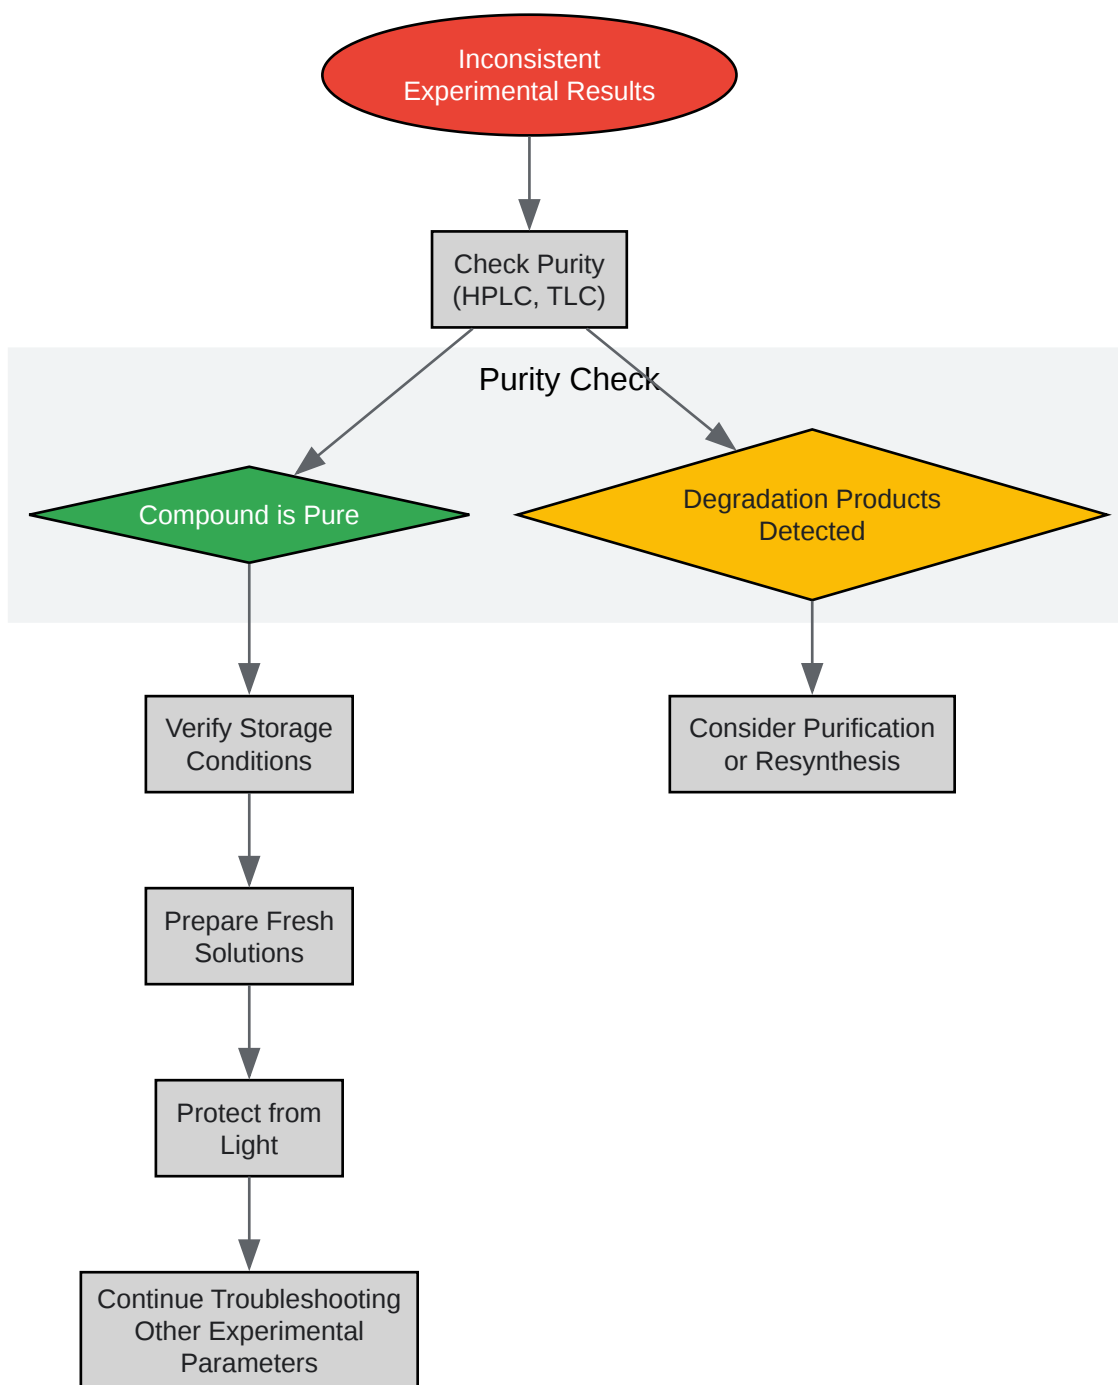 Inconsistent
Experimental Results
Check Purity
(HPLC, TLC)
Purity Check
Compound is Pure
Degradation Products
Detected
Verify Storage
Conditions
Consider Purification
or Resynthesis
Prepare Fresh
Solutions
Protect from
Light
Continue Troubleshooting
Other Experimental
Parameters